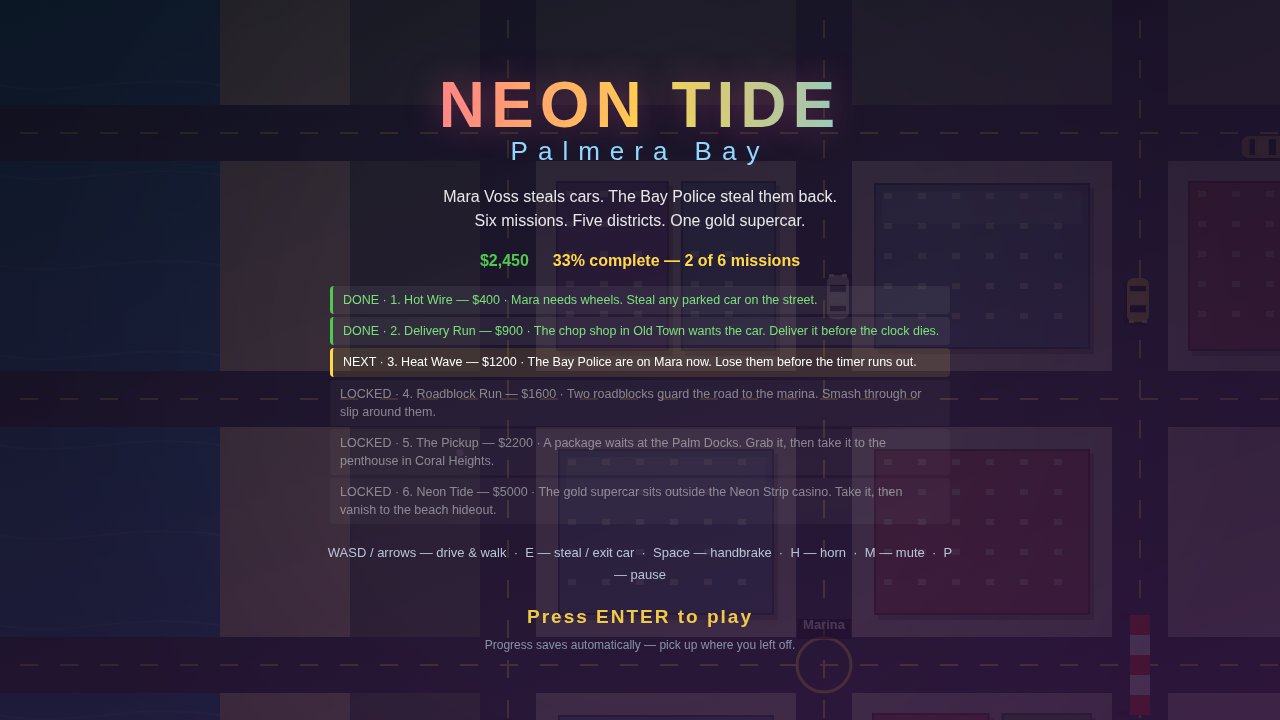 NEON TIDE
Palmera Bay
Mara Voss steals cars. The Bay Police steal them back.
Six missions. Five districts. One gold supercar.
$2,450 33% complete — 2 of 6 missions
DONE · 1. Hot Wire — $400 · Mara needs wheels. Steal any parked car on the street.
DONE · 2. Delivery Run — $900 · The chop shop in Old Town wants the car. Deliver it before the clock dies.
NEXT · 3. Heat Wave — $1200 · The Bay Police are on Mara now. Lose them before the timer runs out.
LOCKED · 4. Roadblock Run — $1600 · Two roadblocks guard the road to the marina. Smash through or
slip around them.
LOCKED · 5. The Pickup — $2200 · A package waits at the Palm Docks. Grab it, then take it to the
penthouse in Coral Heights.
LOCKED · 6. Neon Tide — $5000 · The gold supercar sits outside the Neon Strip casino. Take it, then
vanish to the beach hideout.
WASD / arrows — drive & walk · E — steal / exit car · Space — handbrake · H — horn · M — mute · P
— pause
Press ENTER to play
Marina
Progress saves automatically — pick up where you left off.